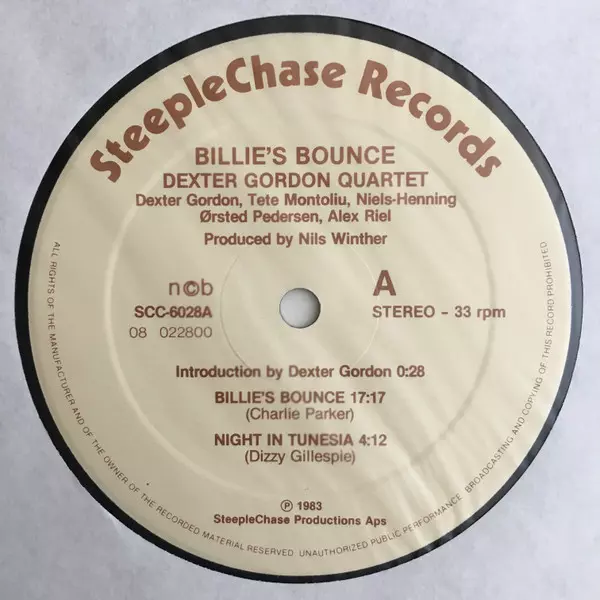 SteepleChase Records
BILLIE'S BOUNCE
DEXTER GORDON QUARTET
Dexter Gordon, Tete Montoliu, Niels-Henning
Ørsted Pedersen, Alex Riel
Produced by Nils Winther
n©b
A
SCC-6028A
STEREO - 33 rpm
08 022800
Introduction by Dexter Gordon 0:28
BILLIE'S BOUNCE 17:17
(Charlie Parker)
NIGHT IN TUNESIA 4:12
(Dizzy Gillespie)
℗ 1983
SteepleChase Productions Aps
ALL RIGHTS OF THE MANUFACTURER AND OF THE OWNER OF THE RECORDED MATERIAL RESERVED. UNAUTHORIZED PUBLIC PERFORMANCE, BROADCASTING AND COPYING OF THIS RECORD PROHIBITED